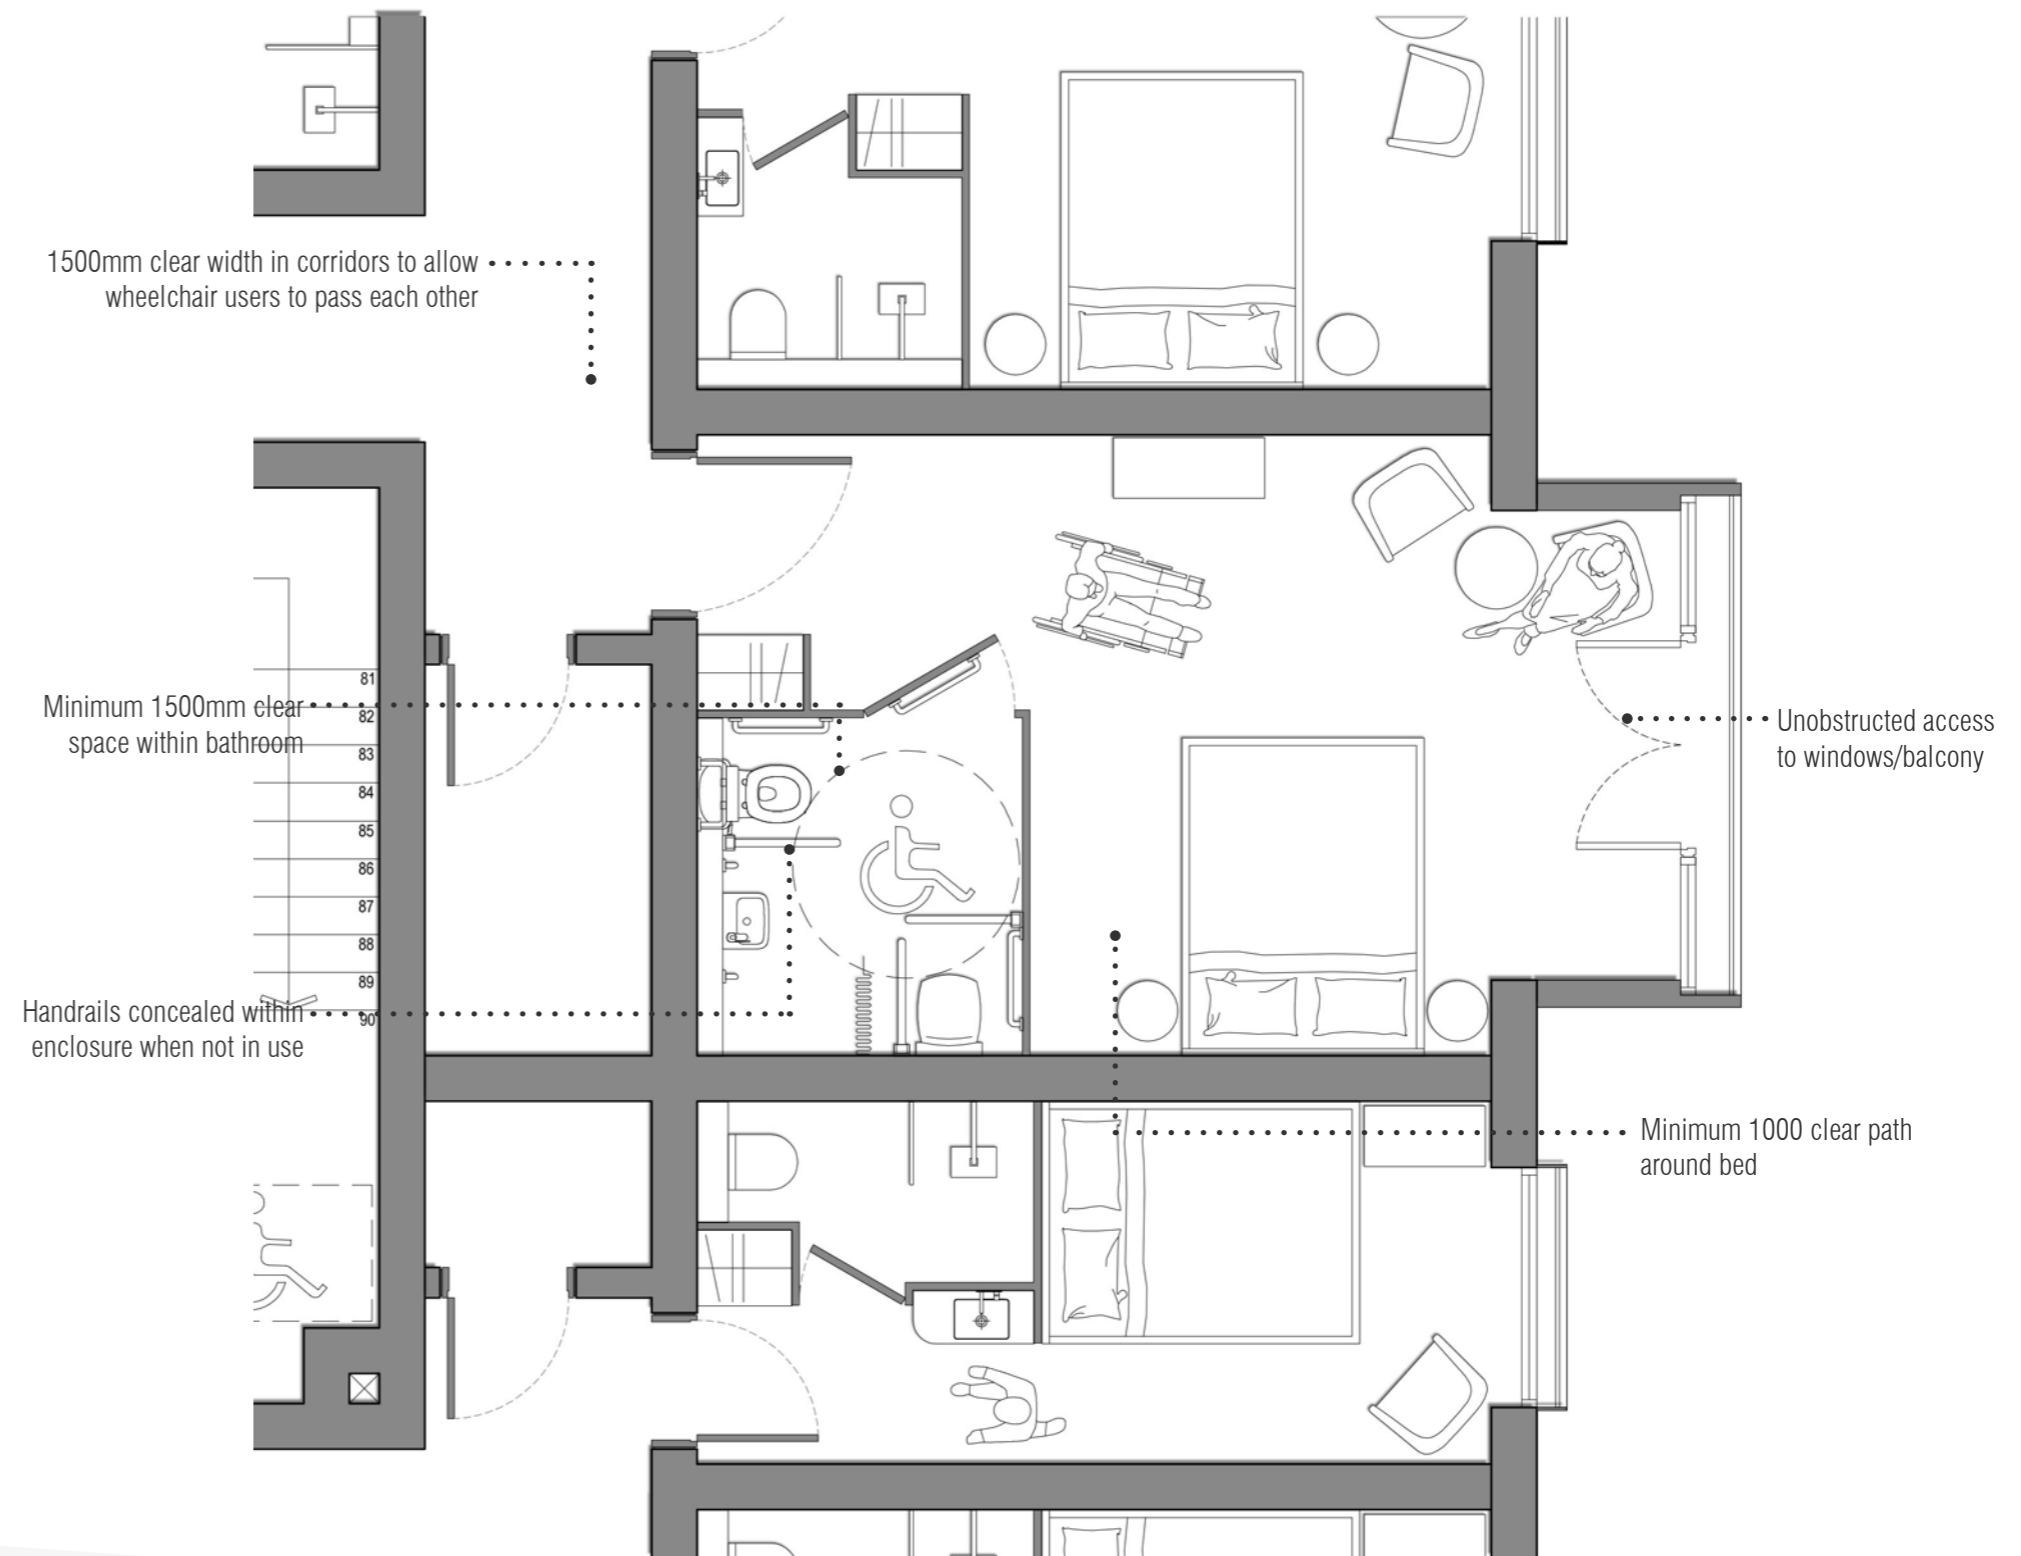 1500mm clear width in corridors to allow
wheelchair users to pass each other
81
82
83
84
85
86
87
88
89
90
Minimum 1500mm clear
space within bathroom
Unobstructed access
to windows/balcony
Handrails concealed within
enclosure when not in use
Minimum 1000 clear path
around bed